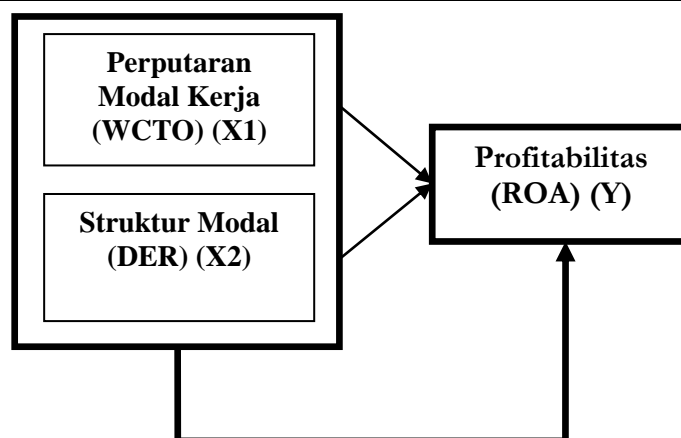 Perputaran
Modal Kerja
(WCTO) (X1)
Struktur Modal
(DER) (X2)
Profitabilitas
(ROA) (Y)